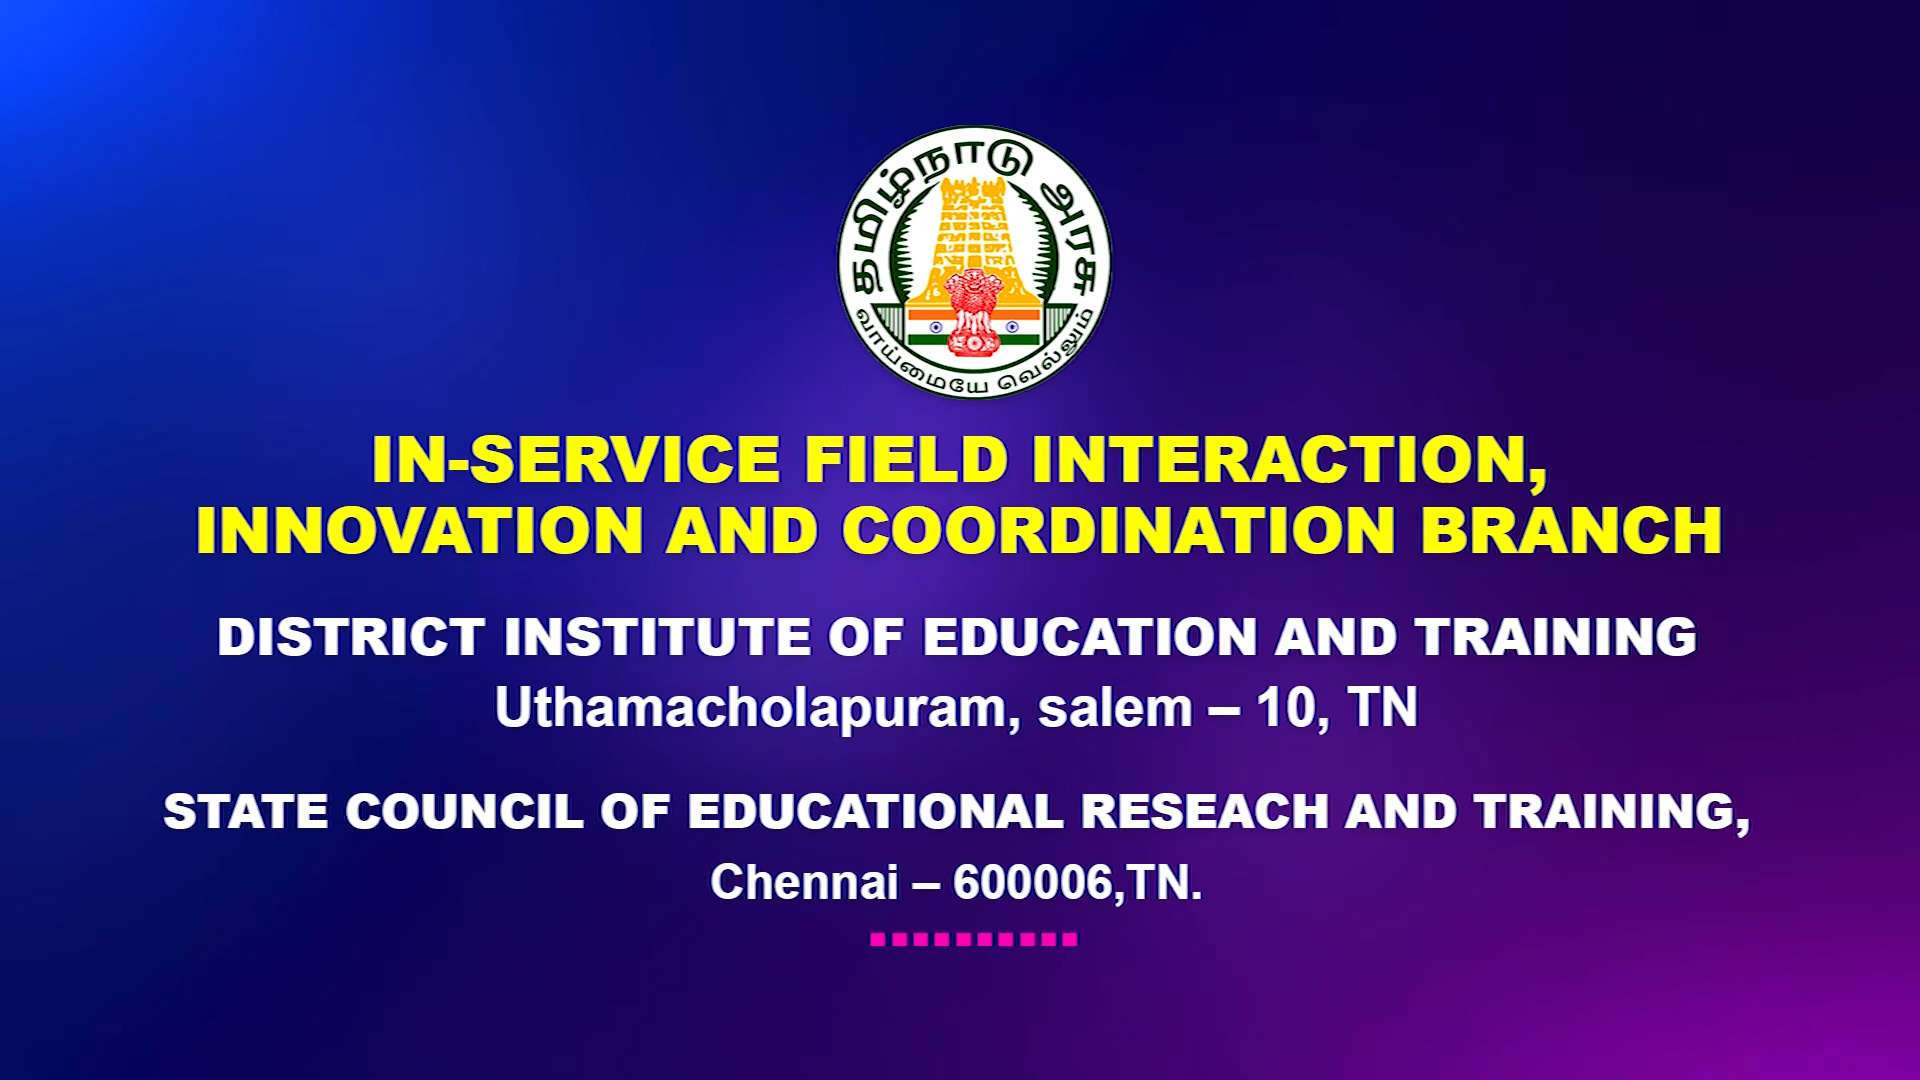 தமிழ்நாடு அரசு
வாய்மையே வெல்லும்
IN-SERVICE FIELD INTERACTION,
INNOVATION AND COORDINATION BRANCH
DISTRICT INSTITUTE OF EDUCATION AND TRAINING
Uthamacholapuram, salem – 10, TN
STATE COUNCIL OF EDUCATIONAL RESEACH AND TRAINING,
Chennai – 600006,TN.